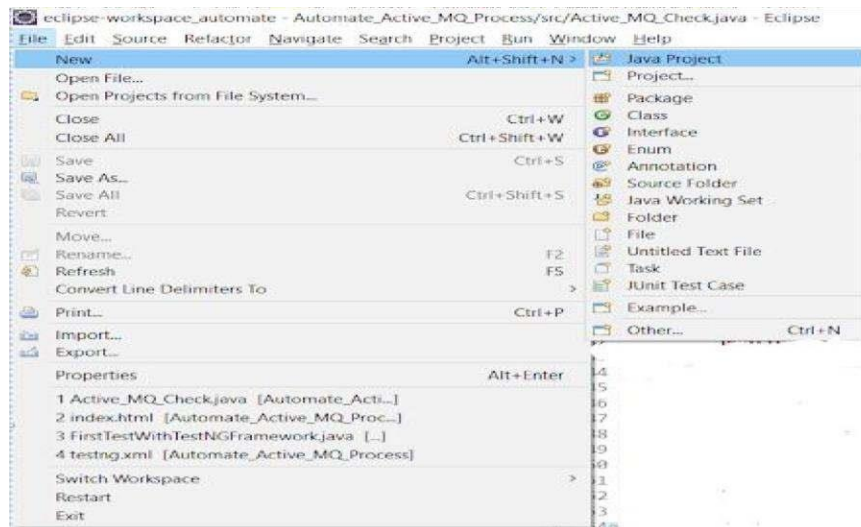 eclipse-workspace_automate - Automate_Active_MQ_Process/src/Active_MQ_Check.java - Eclipse
File Edit Source Refactor Navigate Search Project Run Window Help
New Alt+Shift+N >
Open File...
Open Projects from File System...
Close Ctrl+W
Close All Ctrl+Shift+W
Save Ctrl+S
Save As...
Save All Ctrl+Shift+S
Revert
Move...
Rename... F2
Refresh F5
Convert Line Delimiters To >
Print... Ctrl+P
Import...
Export...
Properties Alt+Enter
1 Active_MQ_Check.java [Automate_Acti...]
2 index.html [Automate_Active_MQ_Proc...]
3 FirstTestWithTestNGFramework.java [...]
4 testng.xml [Automate_Active_MQ_Process]
Switch Workspace >
Restart
Exit
Java Project
Project...
Package
Class
Interface
Enum
Annotation
Source Folder
Java Working Set
Folder
File
Untitled Text File
Task
JUnit Test Case
Example...
Other... Ctrl+N